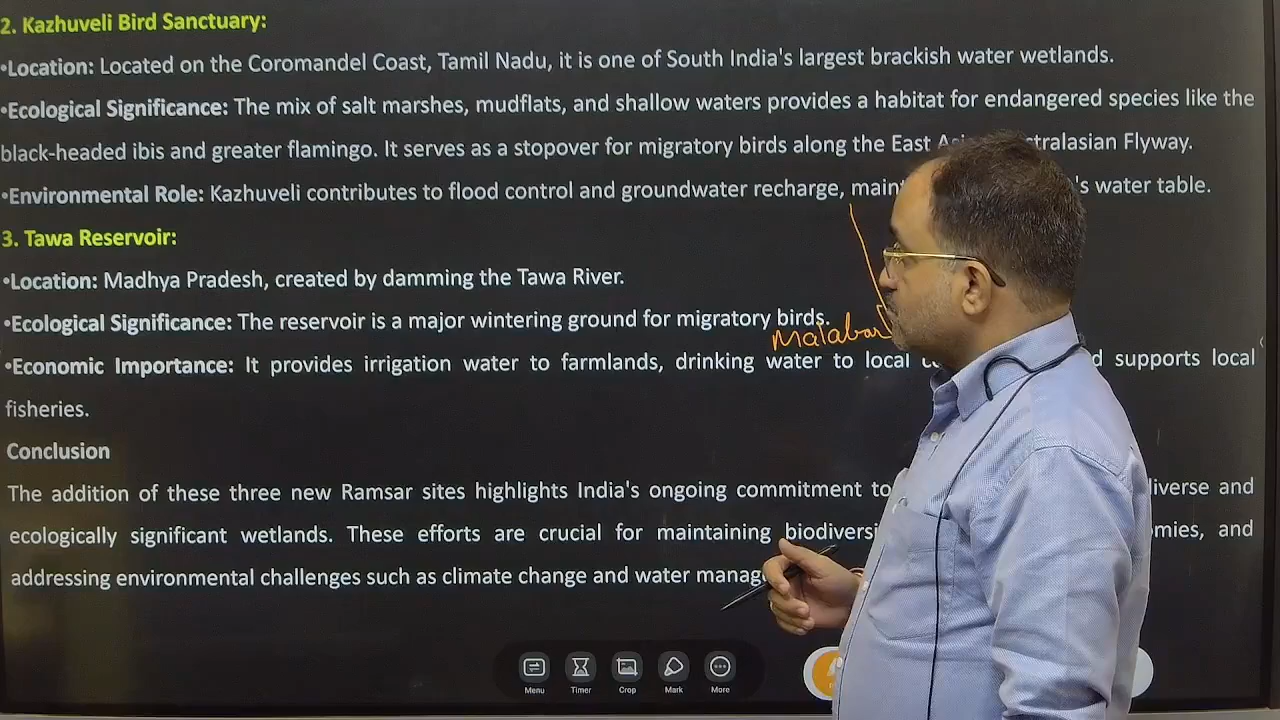 2. Kazhuveli Bird Sanctuary:
•Location: Located on the Coromandel Coast, Tamil Nadu, it is one of South India's largest brackish water wetlands.
•Ecological Significance: The mix of salt marshes, mudflats, and shallow waters provides a habitat for endangered species like the
black-headed ibis and greater flamingo. It serves as a stopover for migratory birds along the East Flyway.
•Environmental Role: Kazhuveli contributes to flood control and groundwater recharge, water table.
3. Tawa Reservoir:
•Location: Madhya Pradesh, created by damming the Tawa River.
•Ecological Significance: The reservoir is a major wintering ground for migratory birds.
Malabar
•Economic Importance: It provides irrigation water to farmlands, drinking water to local supports local
fisheries.
Conclusion
The addition of these three new Ramsar sites highlights India's ongoing commitment to and
ecologically significant wetlands. These efforts are crucial for maintaining and
addressing environmental challenges such as climate change and water
Menu Timer Crop Mark More